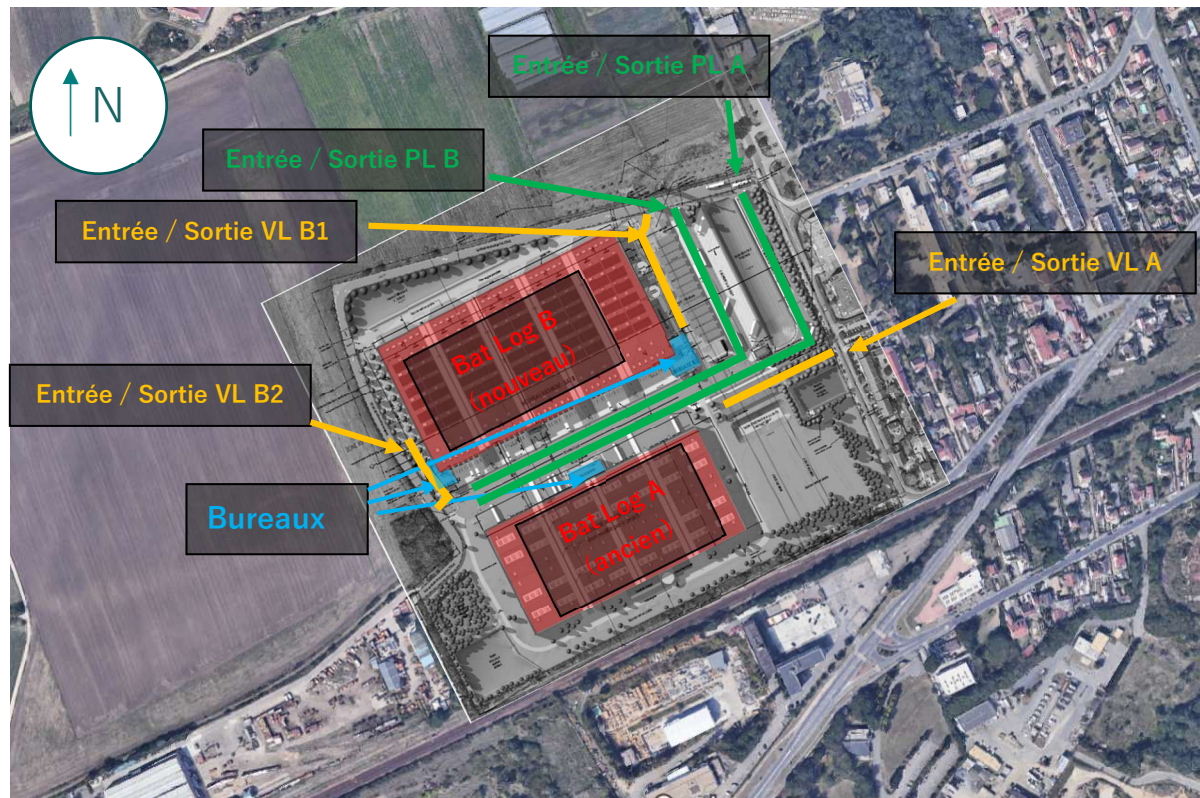 Entrée / Sortie PL A
N
Entrée / Sortie PL B
Entrée / Sortie VL B1
Entrée / Sortie VL A
Bat Log B
(nouveau)
Entrée / Sortie VL B2
Bureaux
Bat Log A
(ancien)